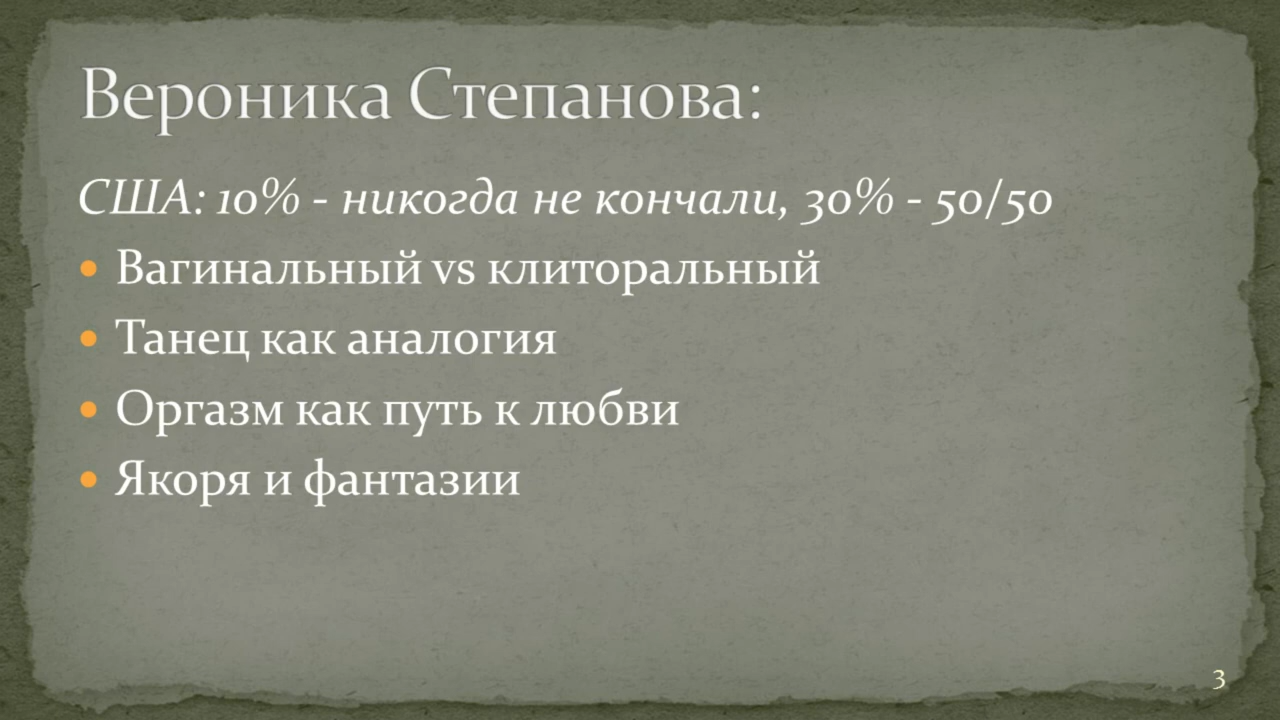 Вероника Степанова:
США: 10% - никогда не кончали, 30% - 50/50
• Вагинальный vs клиторальный
• Танец как аналогия
• Оргазм как путь к любви
• Якоря и фантазии
3